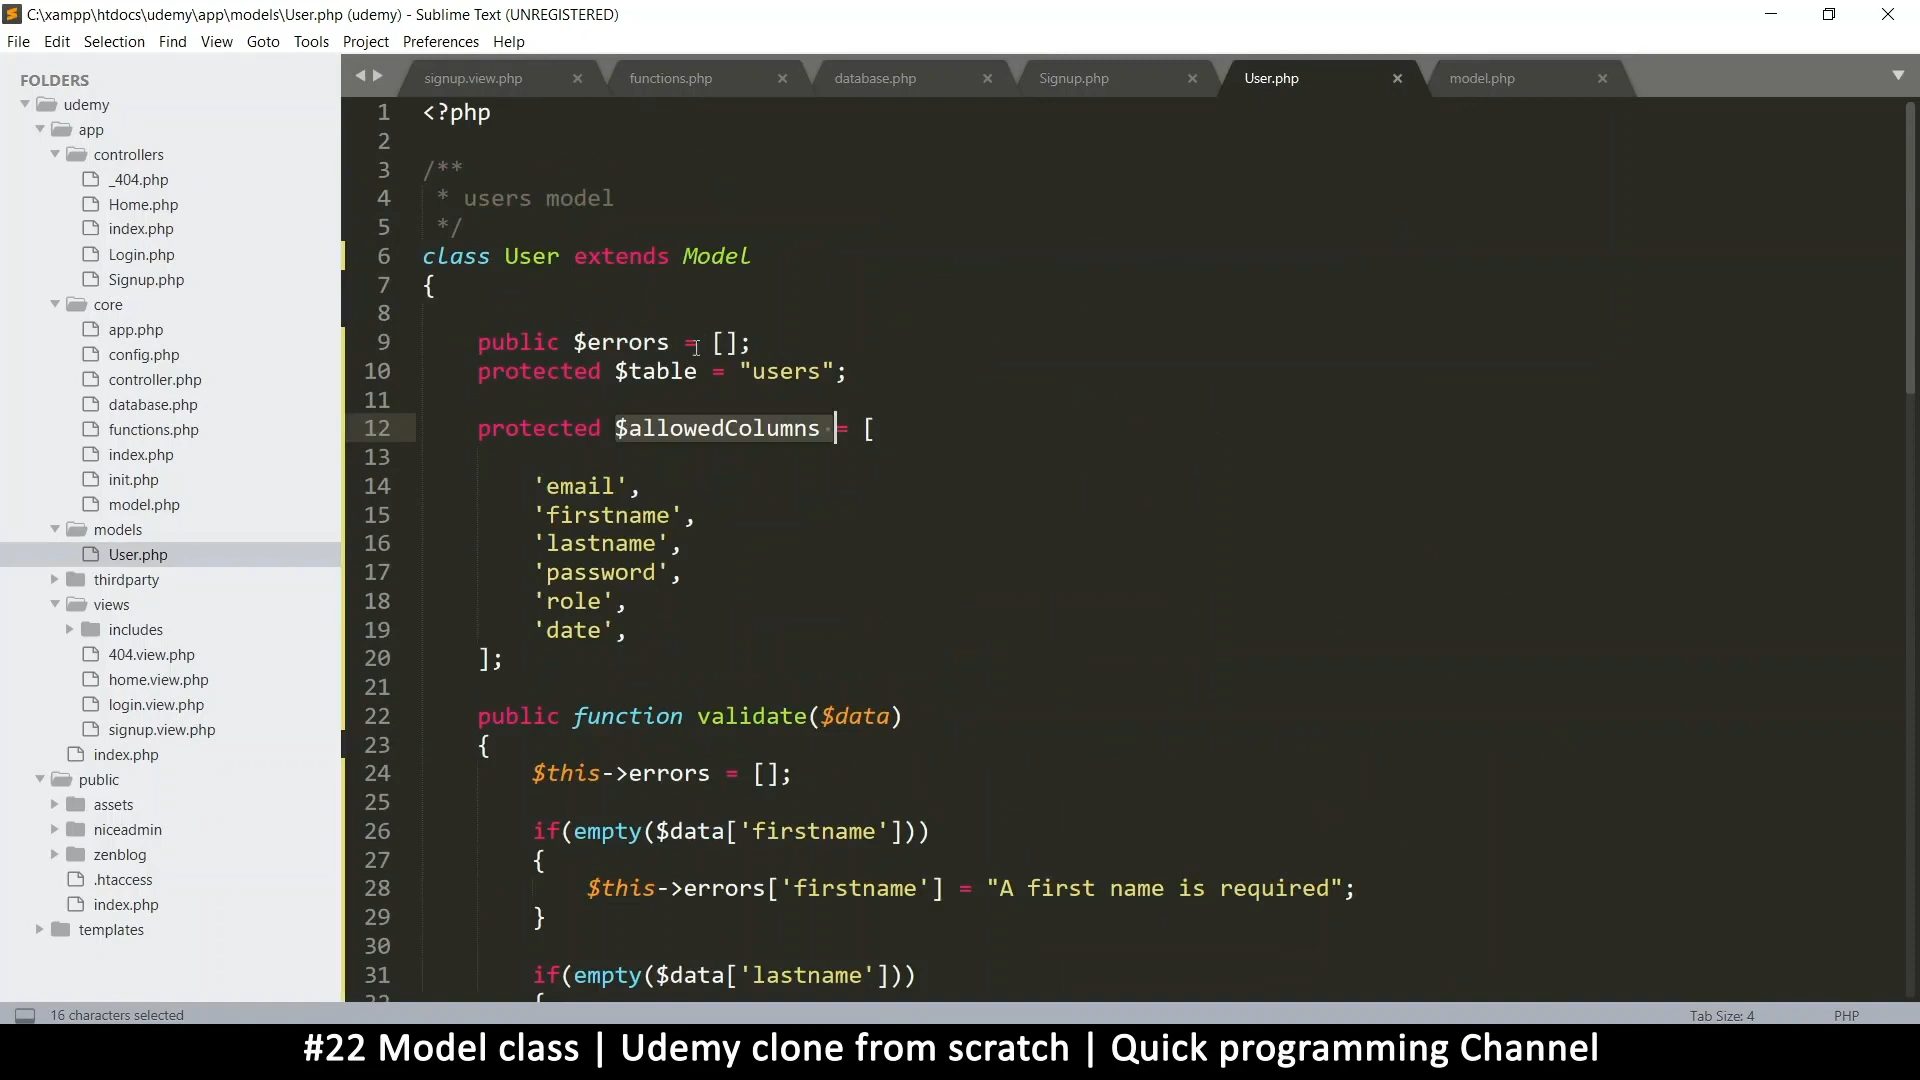 C:\xampp\htdocs\udemy\app\models\User.php (udemy) - Sublime Text (UNREGISTERED)
File Edit Selection Find View Goto Tools Project Preferences Help
FOLDERS
udemy
app
controllers
_404.php
Home.php
index.php
Login.php
Signup.php
core
app.php
config.php
controller.php
database.php
functions.php
index.php
init.php
model.php
models
User.php
thirdparty
views
includes
404.view.php
home.view.php
login.view.php
signup.view.php
index.php
public
assets
niceadmin
zenblog
.htaccess
index.php
templates
signup.view.php functions.php database.php Signup.php User.php model.php
1 <?php
2
3 /**
4  * users model
5  */
6 class User extends Model
7 {
8
9     public $errors = [];
10     protected $table = "users";
11
12     protected $allowedColumns = [
13
14         'email',
15         'firstname',
16         'lastname',
17         'password',
18         'role',
19         'date',
20     ];
21
22     public function validate($data)
23     {
24         $this->errors = [];
25
26         if(empty($data['firstname']))
27         {
28             $this->errors['firstname'] = "A first name is required";
29         }
30
31         if(empty($data['lastname']))
32         {
16 characters selected
Tab Size: 4
PHP
#22 Model class | Udemy clone from scratch | Quick programming Channel